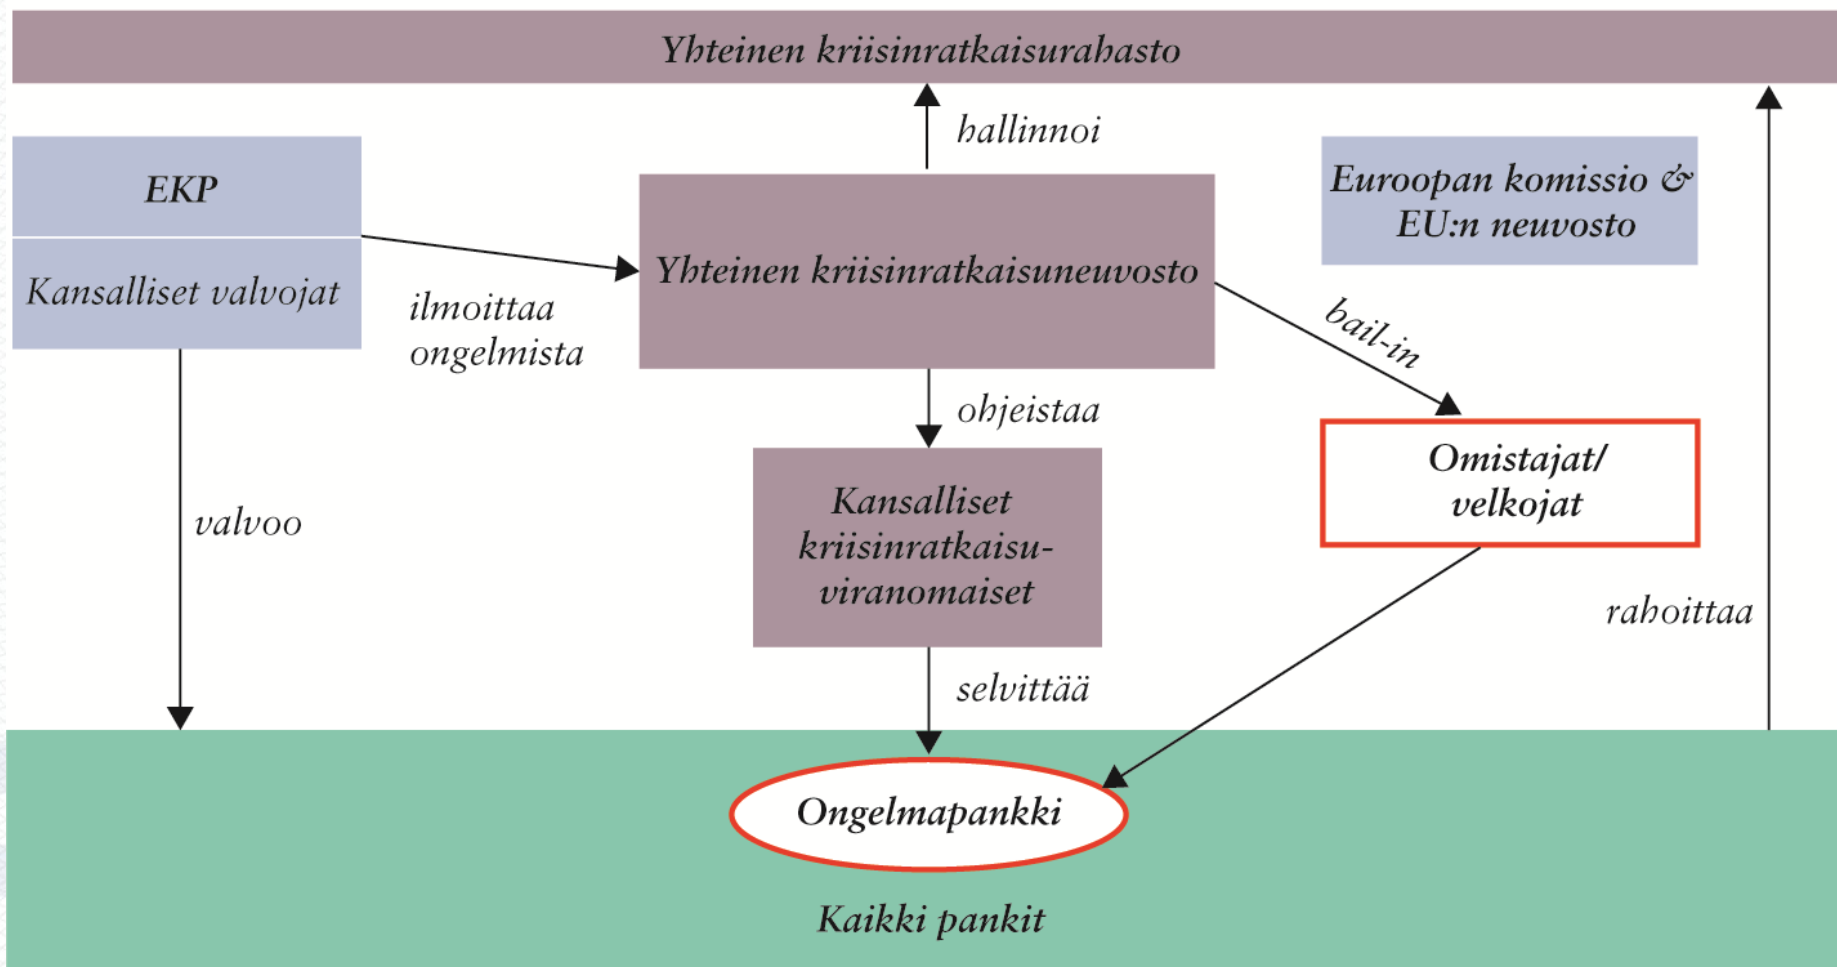 Yhteinen kriisinratkaisurahasto
hallinnoi
EKP
Kansalliset valvojat
ilmoittaa
ongelmista
Yhteinen kriisinratkaisuneuvosto
Euroopan komissio &
EU:n neuvosto
bail-in
ohjeistaa
Omistajat/
velkojat
Kansalliset
kriisinratkaisu-
viranomaiset
valvoo
rahoittaa
selvittää
Ongelmapankki
Kaikki pankit